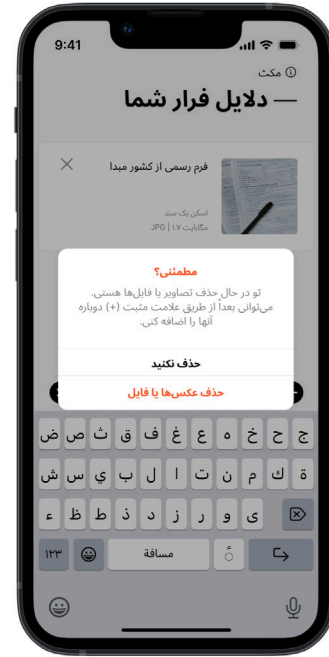 9:41
مکث
دلایل فرار شما —
فرم رسمی از کشور مبدا
اسکن یک سند
JPG | ۱.۷ مگابایت
مطمئنی؟
تو در حال حذف تصاویر یا فایل‌ها هستی.
می‌توانی بعداً از طریق علامت مثبت (+) دوباره
آنها را اضافه کنی.
حذف نکنید
حذف عکس‌ها یا فایل
ض ص ث ق ف غ ع ه خ ح ج
ش س ي ب ل ا ت ن م ك ة
ء ظ ط ذ د ز ر و ى
١٢٣ مسافة